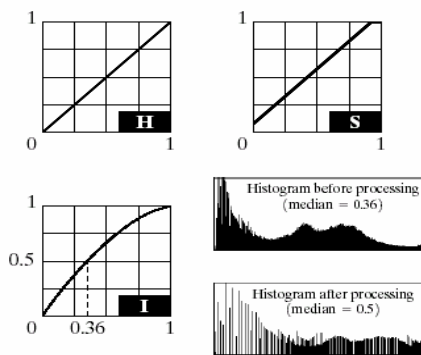 1
0
H
1
1
0
S
1
1
0.5
0
0.36
I
1
Histogram before processing
(median = 0.36)
Histogram after processing
(median = 0.5)